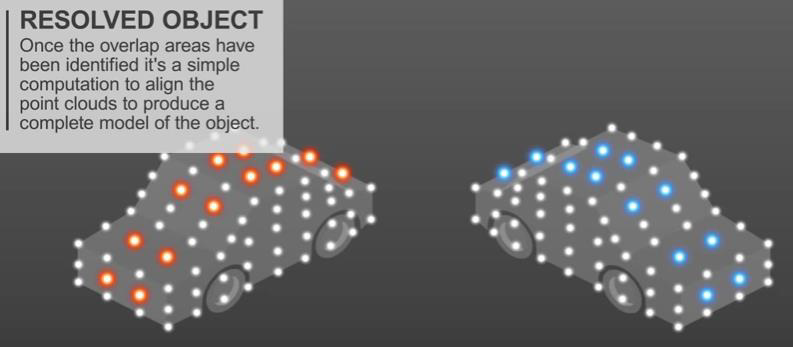 RESOLVED OBJECT
Once the overlap areas have
been identified it's a simple
computation to align the
point clouds to produce a
complete model of the object.